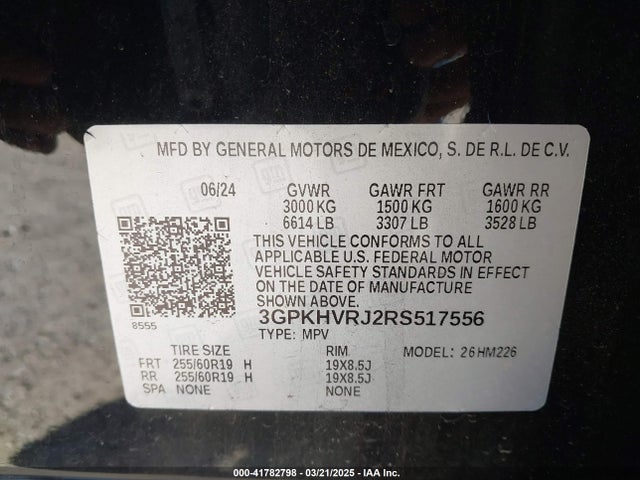 MFD BY GENERAL MOTORS DE MEXICO, S. DE R.L. DE C.V.
06/24 GVWR GAWR FRT GAWR RR
3000 KG 1500 KG 1600 KG
6614 LB 3307 LB 3528 LB
THIS VEHICLE CONFORMS TO ALL
APPLICABLE U.S. FEDERAL MOTOR
VEHICLE SAFETY STANDARDS IN EFFECT
ON THE DATE OF MANUFACTURE
SHOWN ABOVE.
8555
3GPKHVRJ2RS517556
TYPE: MPV
TIRE SIZE RIM MODEL: 26HM226
FRT 255/60R19 H 19X8.5J
RR 255/60R19 H 19X8.5J
SPA NONE NONE
000-41782798 - 03/21/2025 - IAA Inc.